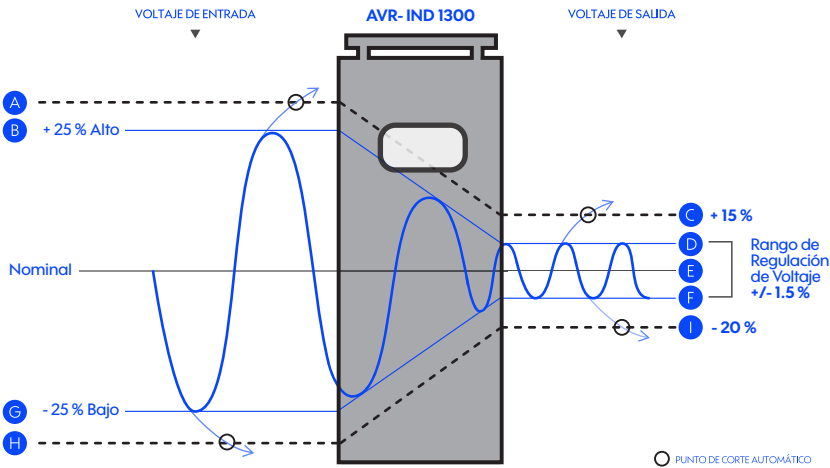 VOLTAJE DE ENTRADA
AVR- IND 1300
VOLTAJE DE SALIDA
A
B
+ 25 % Alto
C
+ 15 %
D
Nominal
E
Rango de
Regulación
de Voltaje
+/- 1.5 %
F
I
- 20 %
G
- 25 % Bajo
H
PUNTO DE CORTE AUTOMÁTICO